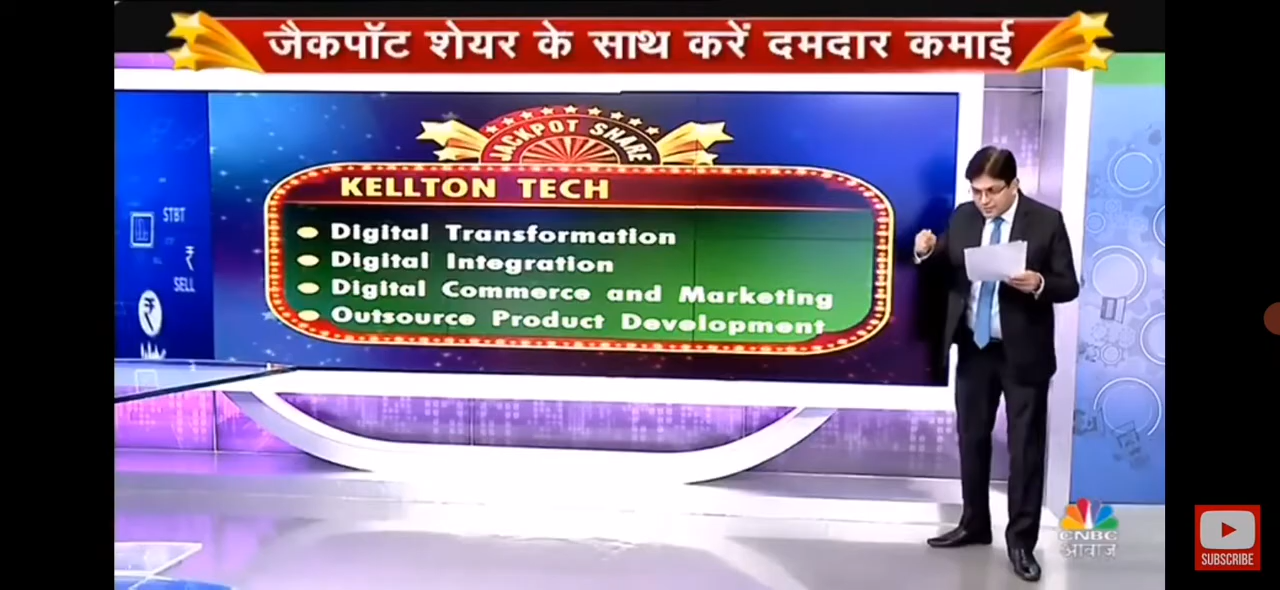 जैकपॉट शेयर के साथ करें दमदार कमाई
JACKPOT SHARE
KELLTON TECH
Digital Transformation
Digital Integration
Digital Commerce and Marketing
Outsource Product Development
STBT
₹
SELL
₹
CNBC
आवाज़
SUBSCRIBE